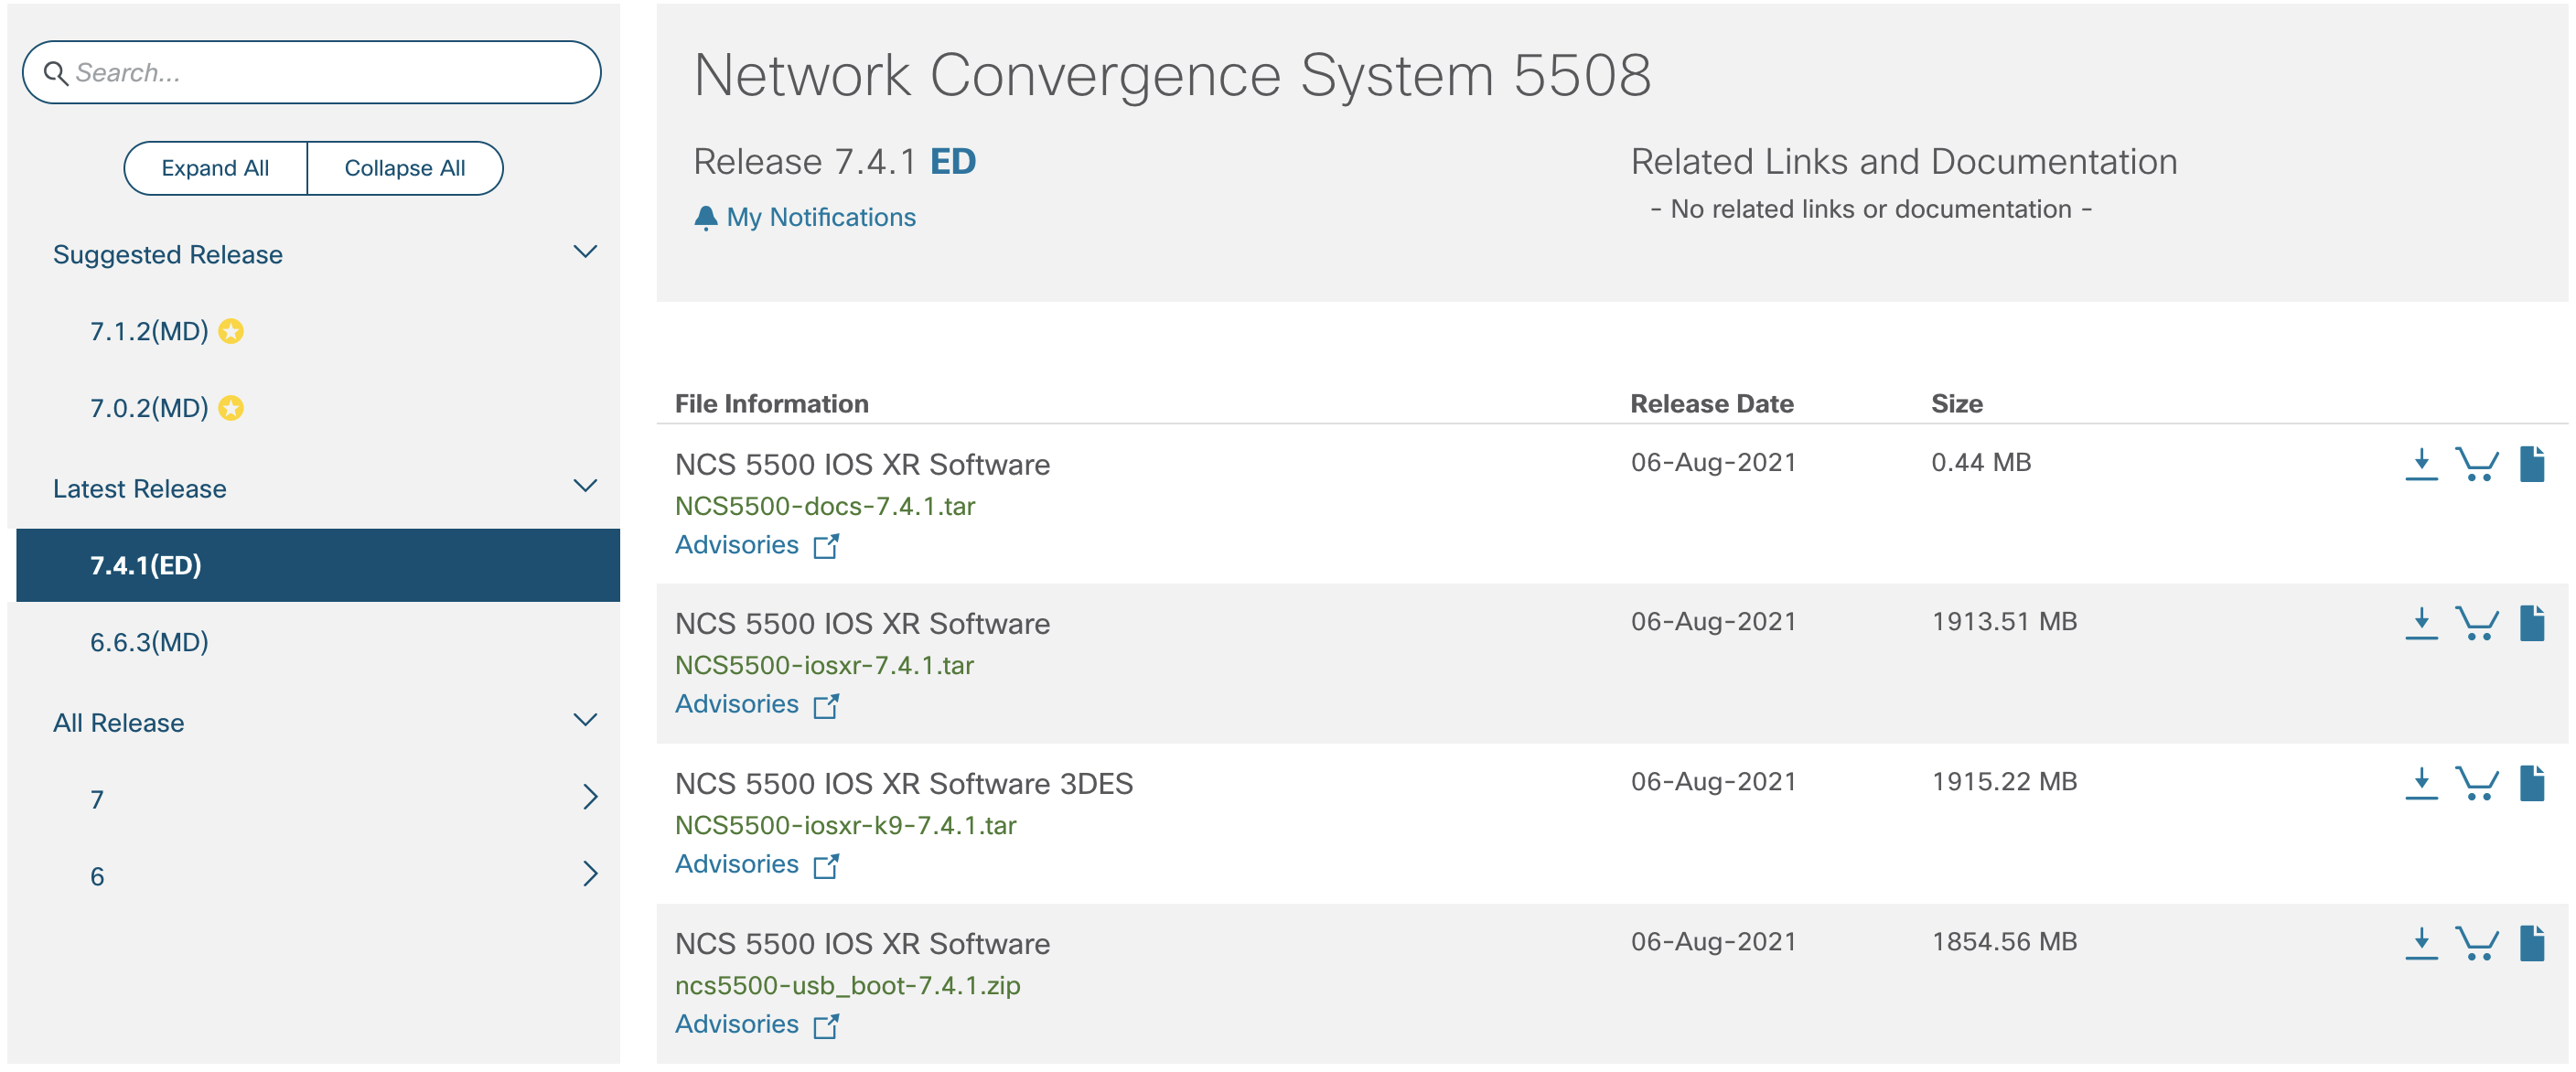 Search...
Expand All
Collapse All
Suggested Release
7.1.2(MD)
7.0.2(MD)
Latest Release
7.4.1(ED)
6.6.3(MD)
All Release
7
6
Network Convergence System 5508
Release 7.4.1 ED
My Notifications
Related Links and Documentation
- No related links or documentation -
File Information Release Date Size
NCS 5500 IOS XR Software 06-Aug-2021 0.44 MB
NCS5500-docs-7.4.1.tar
Advisories
NCS 5500 IOS XR Software 06-Aug-2021 1913.51 MB
NCS5500-iosxr-7.4.1.tar
Advisories
NCS 5500 IOS XR Software 3DES 06-Aug-2021 1915.22 MB
NCS5500-iosxr-k9-7.4.1.tar
Advisories
NCS 5500 IOS XR Software 06-Aug-2021 1854.56 MB
ncs5500-usb_boot-7.4.1.zip
Advisories